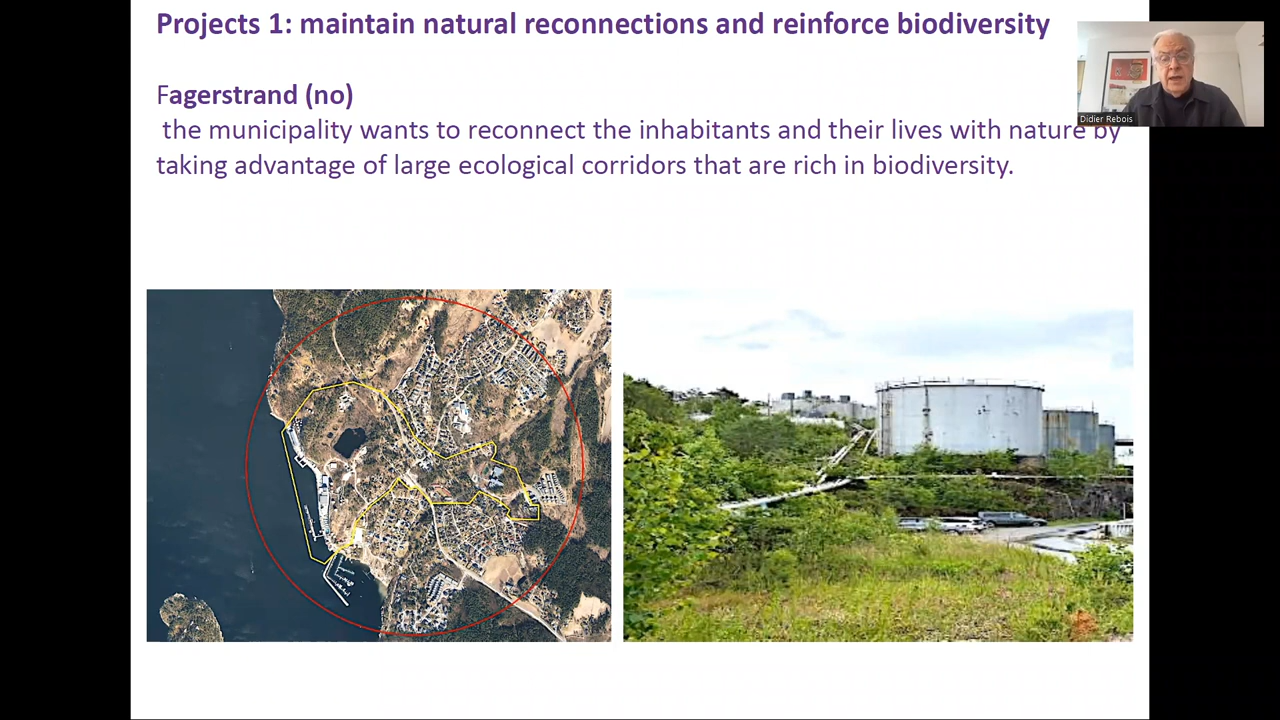 Projects 1: maintain natural reconnections and reinforce biodiversity
Fagerstrand (no)
the municipality wants to reconnect the inhabitants and their lives with nature by
taking advantage of large ecological corridors that are rich in biodiversity.
Didier Rebois